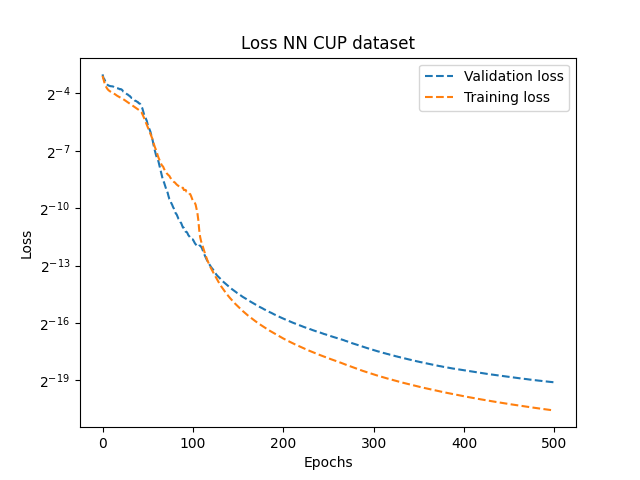 Loss NN CUP dataset
Validation loss
Training loss
Loss
2⁻⁴
2⁻⁷
2⁻¹⁰
2⁻¹³
2⁻¹⁶
2⁻¹⁹
0 100 200 300 400 500
Epochs